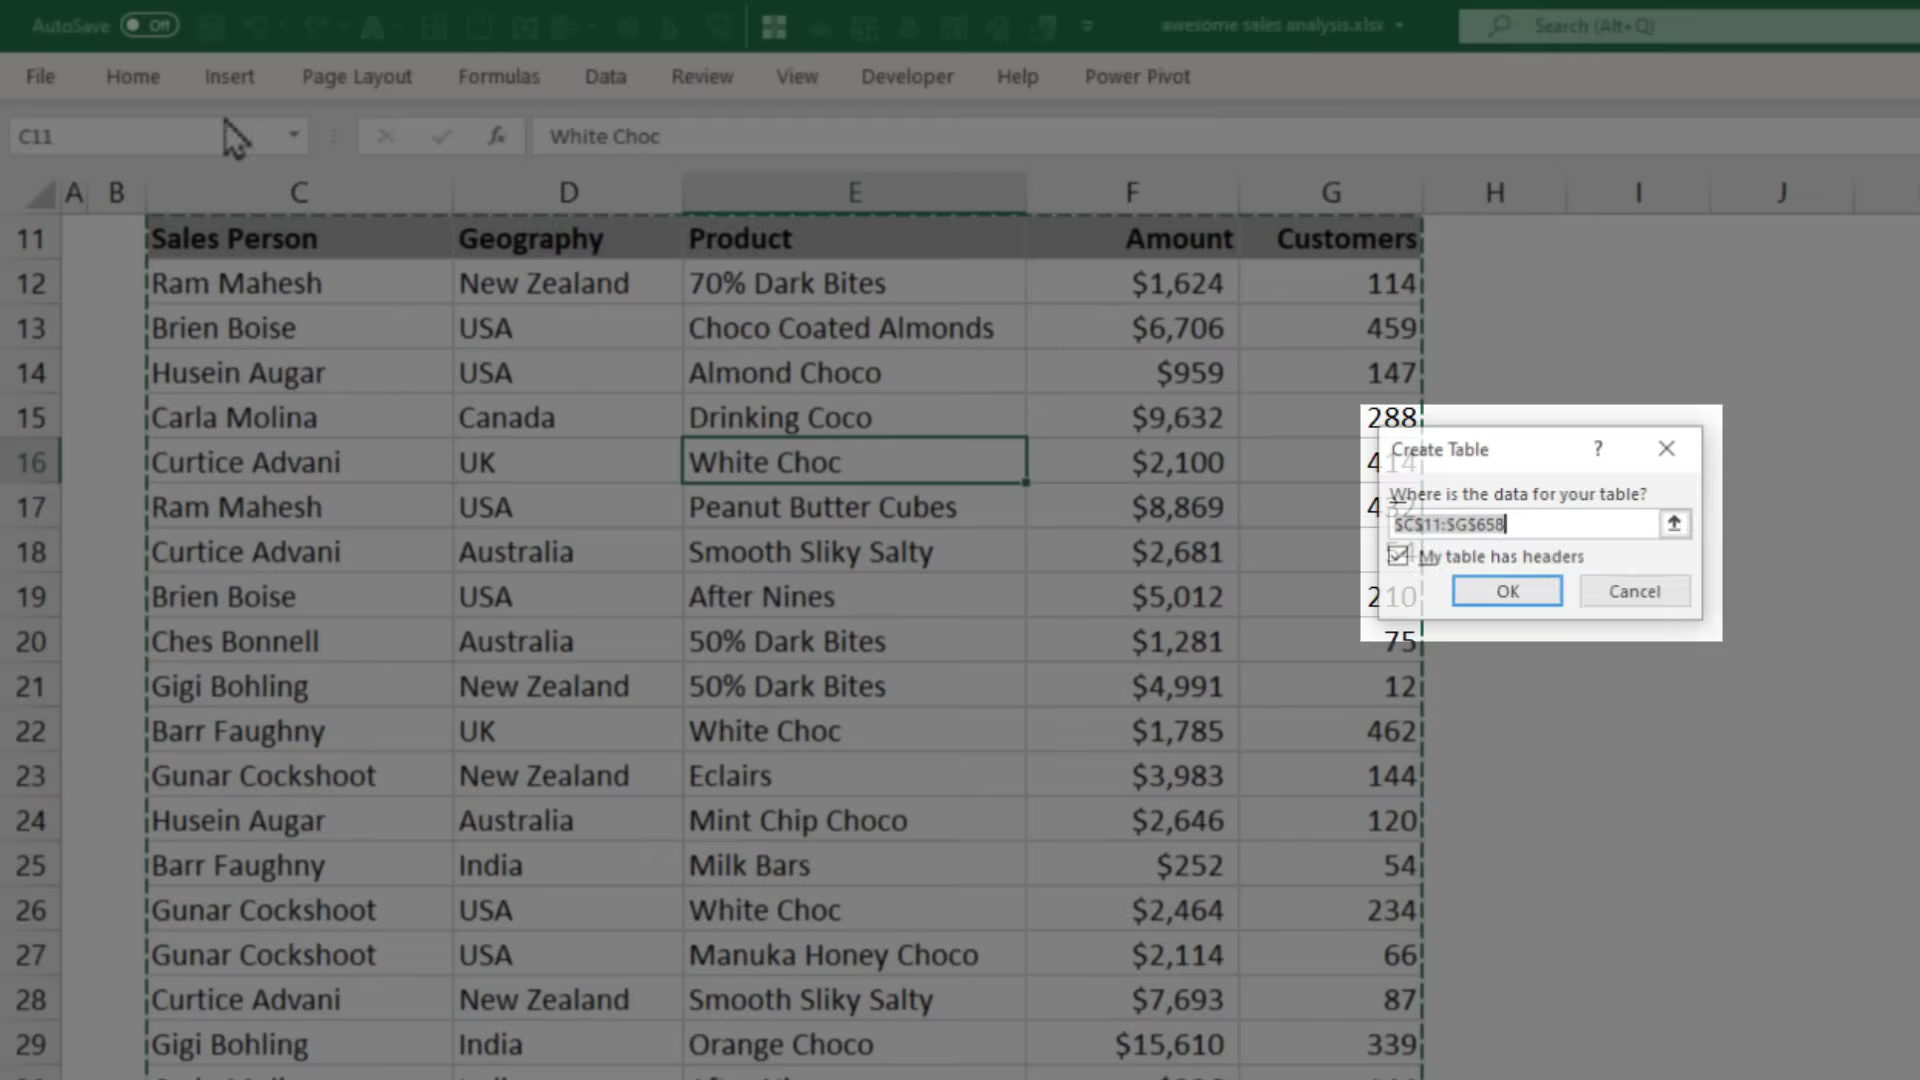 AutoSave Off awesome sales analysis.xlsx Search (Alt+Q)
File Home Insert Page Layout Formulas Data Review View Developer Help Power Pivot
C11 fx White Choc
A B C D E F G H I J
11 Sales Person Geography Product Amount Customers
12 Ram Mahesh New Zealand 70% Dark Bites $1,624 114
13 Brien Boise USA Choco Coated Almonds $6,706 459
14 Husein Augar USA Almond Choco $959 147
15 Carla Molina Canada Drinking Coco $9,632 288
16 Curtice Advani UK White Choc $2,100 414
17 Ram Mahesh USA Peanut Butter Cubes $8,869 432
18 Curtice Advani Australia Smooth Sliky Salty $2,681 54
19 Brien Boise USA After Nines $5,012 210
20 Ches Bonnell Australia 50% Dark Bites $1,281 75
21 Gigi Bohling New Zealand 50% Dark Bites $4,991 12
22 Barr Faughny UK White Choc $1,785 462
23 Gunar Cockshoot New Zealand Eclairs $3,983 144
24 Husein Augar Australia Mint Chip Choco $2,646 120
25 Barr Faughny India Milk Bars $252 54
26 Gunar Cockshoot USA White Choc $2,464 234
27 Gunar Cockshoot USA Manuka Honey Choco $2,114 66
28 Curtice Advani New Zealand Smooth Sliky Salty $7,693 87
29 Gigi Bohling India Orange Choco $15,610 339
Create Table ?
Where is the data for your table?
$C$11:$G$658
My table has headers
OK Cancel